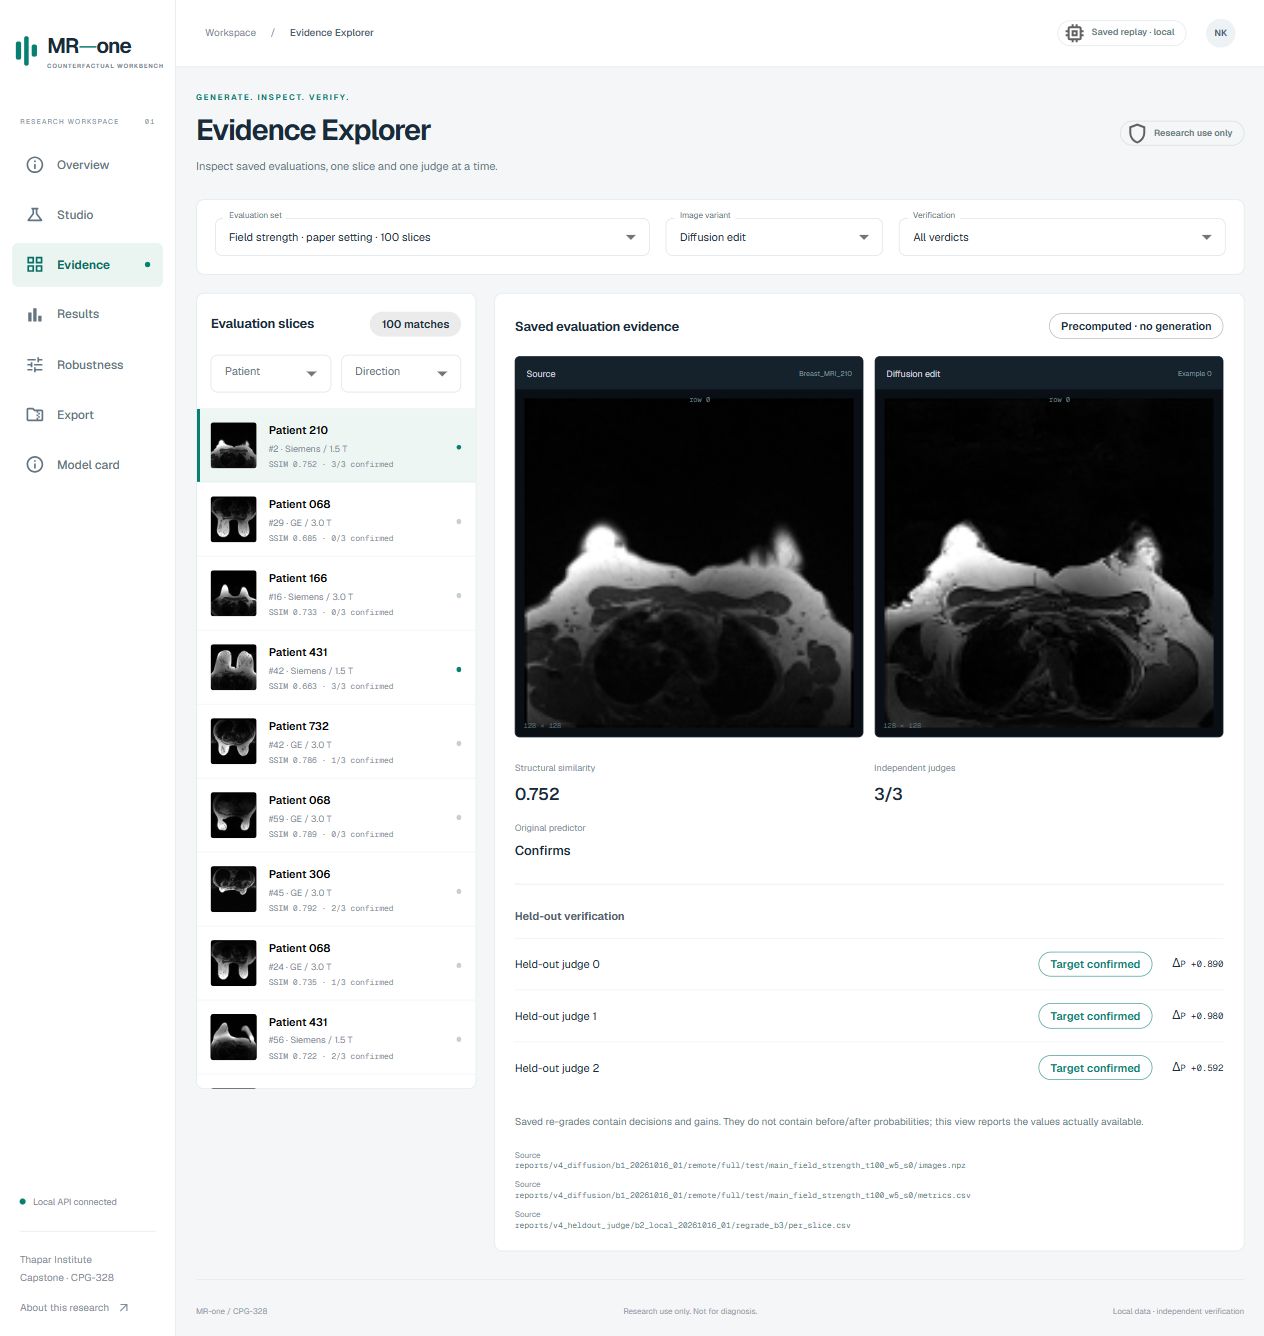 MR—one
COUNTERFACTUAL WORKBENCH
RESEARCH WORKSPACE 01
Overview
Studio
Evidence
Results
Robustness
Export
Model card
Local API connected
Thapar Institute
Capstone · CPG-328
About this research
Workspace / Evidence Explorer
Saved replay · local
NK
GENERATE. INSPECT. VERIFY.
Evidence Explorer
Research use only
Inspect saved evaluations, one slice and one judge at a time.
Evaluation set
Field strength · paper setting · 100 slices
Image variant
Diffusion edit
Verification
All verdicts
Evaluation slices
100 matches
Patient
Direction
Patient 210
#2 · Siemens / 1.5 T
SSIM 0.752 · 3/3 confirmed
Patient 068
#29 · GE / 3.0 T
SSIM 0.685 · 0/3 confirmed
Patient 166
#16 · Siemens / 3.0 T
SSIM 0.733 · 0/3 confirmed
Patient 431
#42 · Siemens / 1.5 T
SSIM 0.663 · 3/3 confirmed
Patient 732
#42 · GE / 3.0 T
SSIM 0.786 · 1/3 confirmed
Patient 068
#59 · GE / 3.0 T
SSIM 0.789 · 0/3 confirmed
Patient 306
#45 · GE / 3.0 T
SSIM 0.792 · 2/3 confirmed
Patient 068
#24 · GE / 3.0 T
SSIM 0.735 · 1/3 confirmed
Patient 431
#56 · Siemens / 1.5 T
SSIM 0.722 · 2/3 confirmed
Saved evaluation evidence
Precomputed · no generation
Source
Breast_MRI_210
row 0
128 × 128
Diffusion edit
Example 0
row 0
128 × 128
Structural similarity
0.752
Independent judges
3/3
Original predictor
Confirms
Held-out verification
Held-out judge 0
Target confirmed
ΔP +0.890
Held-out judge 1
Target confirmed
ΔP +0.980
Held-out judge 2
Target confirmed
ΔP +0.592
Saved re-grades contain decisions and gains. They do not contain before/after probabilities; this view reports the values actually available.
Source
reports/v4_diffusion/b1_20261016_01/remote/full/test/main_field_strength_t100_w5_s0/images.npz
Source
reports/v4_diffusion/b1_20261016_01/remote/full/test/main_field_strength_t100_w5_s0/metrics.csv
Source
reports/v4_heldout_judge/b2_local_20261016_01/regrade_b3/per_slice.csv
MR-one / CPG-328
Research use only. Not for diagnosis.
Local data · independent verification